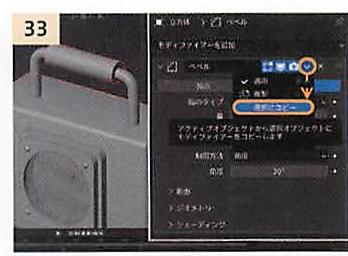 33
立方体 > ベベル
モディファイアーを追加
ベベル
適用
複製
幅のタイプ
選択にコピー
量
アクティブオブジェクトから選択オブジェクトに
モディファイアーをコピーします
制限方法 角度
角度 30°
形状
ジオメトリー
シェーディング